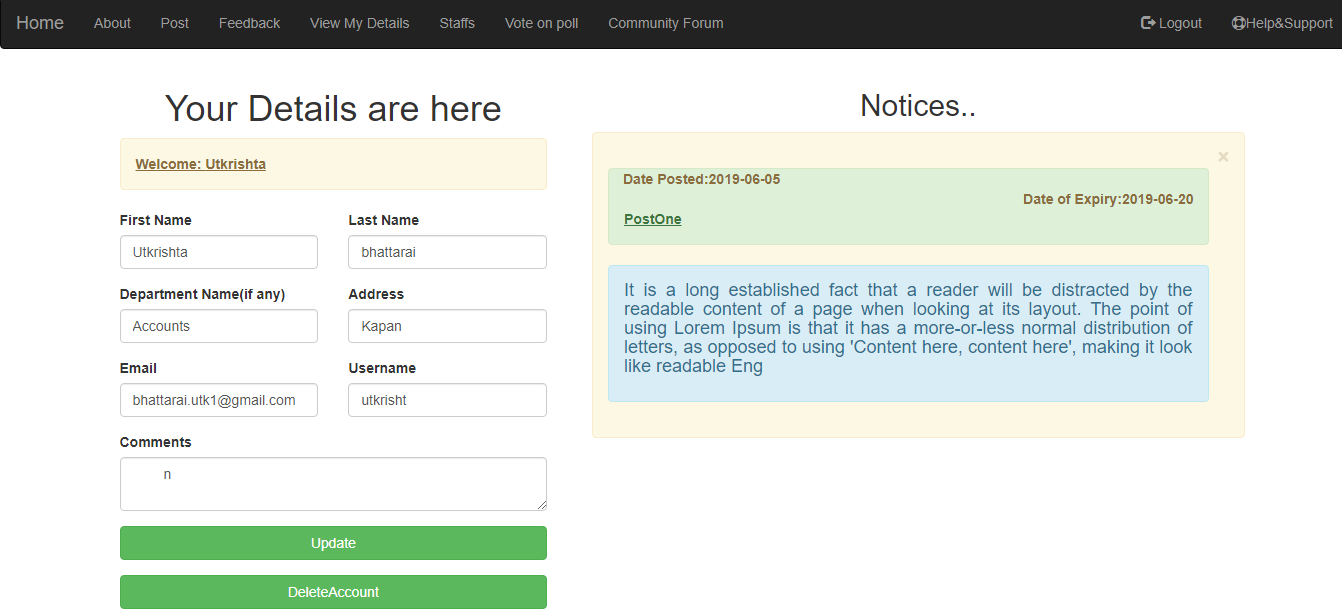 Home About Post Feedback View My Details Staffs Vote on poll Community Forum Logout Help&Support
Your Details are here
Welcome: Utkrishta
First Name Last Name
Utkrishta bhattarai
Department Name(if any) Address
Accounts Kapan
Email Username
bhattarai.utk1@gmail.com utkrisht
Comments
n
Update
DeleteAccount
Notices..
×
Date Posted:2019-06-05
Date of Expiry:2019-06-20
PostOne
It is a long established fact that a reader will be distracted by the
readable content of a page when looking at its layout. The point of
using Lorem Ipsum is that it has a more-or-less normal distribution of
letters, as opposed to using 'Content here, content here', making it look
like readable Eng